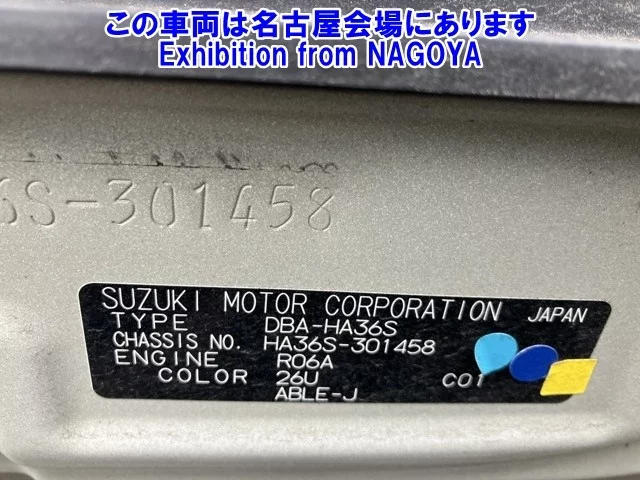 この車両は名古屋会場にあります
Exhibition from NAGOYA
6S-301458
SUZUKI MOTOR CORPORATION JAPAN
TYPE DBA-HA36S
CHASSIS NO. HA36S-301458
ENGINE R06A
COLOR 26U C01
ABLE-J